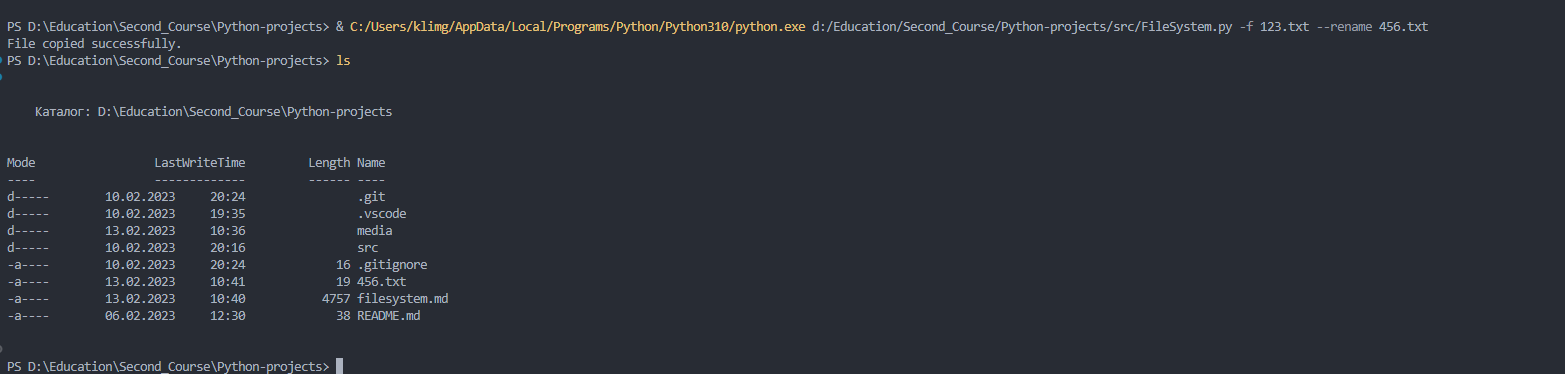 PS D:\Education\Second_Course\Python-projects> & C:/Users/klimg/AppData/Local/Programs/Python/Python310/python.exe d:/Education/Second_Course/Python-projects/src/FileSystem.py -f 123.txt --rename 456.txt
File copied successfully.
PS D:\Education\Second_Course\Python-projects> ls
Каталог: D:\Education\Second_Course\Python-projects
Mode LastWriteTime Length Name
---- ------------- ------ ----
d----- 10.02.2023 20:24 .git
d----- 10.02.2023 19:35 .vscode
d----- 13.02.2023 10:36 media
d----- 10.02.2023 20:16 src
-a---- 10.02.2023 20:24 16 .gitignore
-a---- 13.02.2023 10:41 19 456.txt
-a---- 13.02.2023 10:40 4757 filesystem.md
-a---- 06.02.2023 12:30 38 README.md
PS D:\Education\Second_Course\Python-projects>